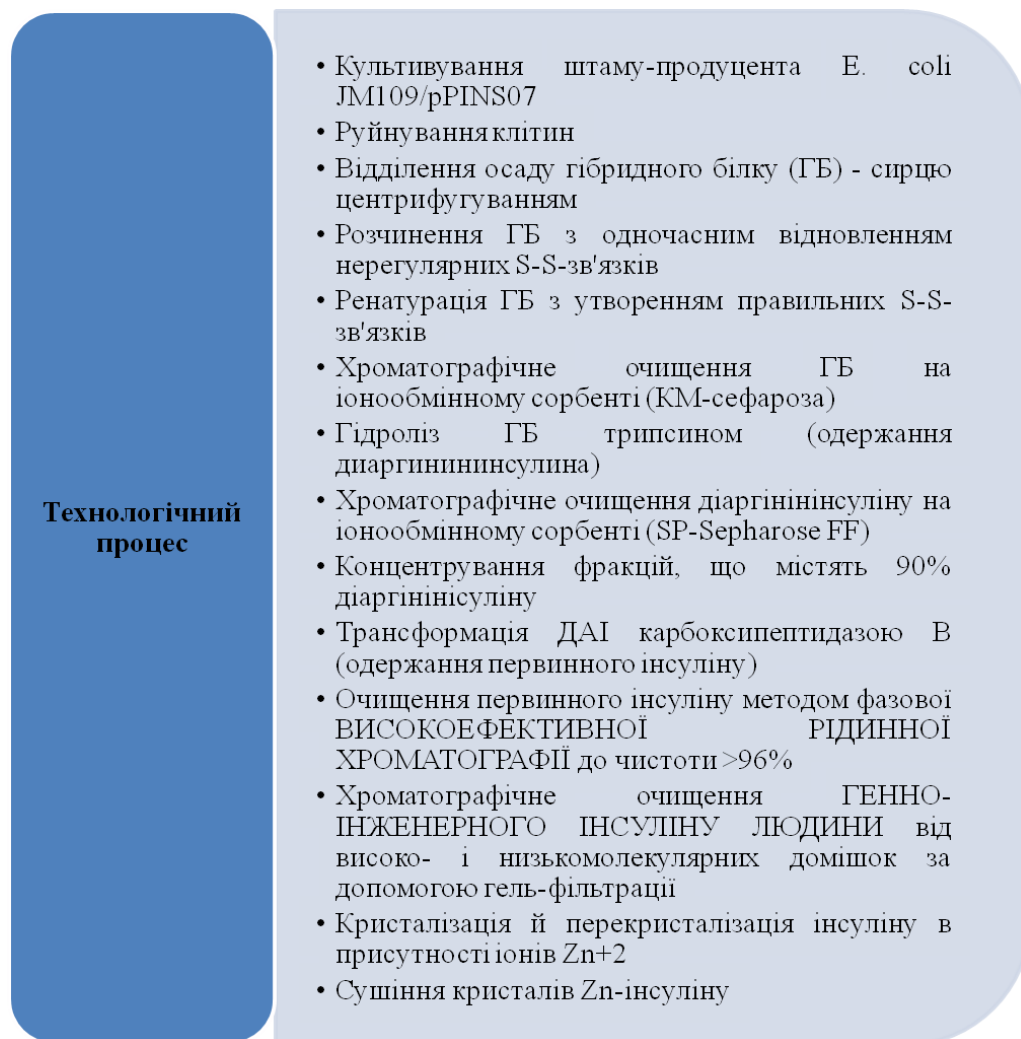 Технологічний
процес
• Культивування штаму-продуцента E. coli
JM109/pPINS07
• Руйнування клітин
• Відділення осаду гібридного білку (ГБ) - сирцю
центрифугуванням
• Розчинення ГБ з одночасним відновленням
нерегулярних S-S-зв'язків
• Ренатурація ГБ з утворенням правильних S-S-
зв'язків
• Хроматографічне очищення ГБ на
іонообмінному сорбенті (КМ-сефароза)
• Гідроліз ГБ трипсином (одержання
диаргинининсулина)
• Хроматографічне очищення діаргінінінсуліну на
іонообмінному сорбенті (SP-Sepharose FF)
• Концентрування фракцій, що містять 90%
діаргінінісуліну
• Трансформація ДАІ карбоксипептидазою В
(одержання первинного інсуліну)
• Очищення первинного інсуліну методом фазової
ВИСОКОЕФЕКТИВНОЇ РІДИННОЇ
ХРОМАТОГРАФІЇ до чистоти >96%
• Хроматографічне очищення ГЕННО-
ІНЖЕНЕРНОГО ІНСУЛІНУ ЛЮДИНИ від
високо- і низькомолекулярних домішок за
допомогою гель-фільтрації
• Кристалізація й перекристалізація інсуліну в
присутності іонів Zn+2
• Сушіння кристалів Zn-інсуліну